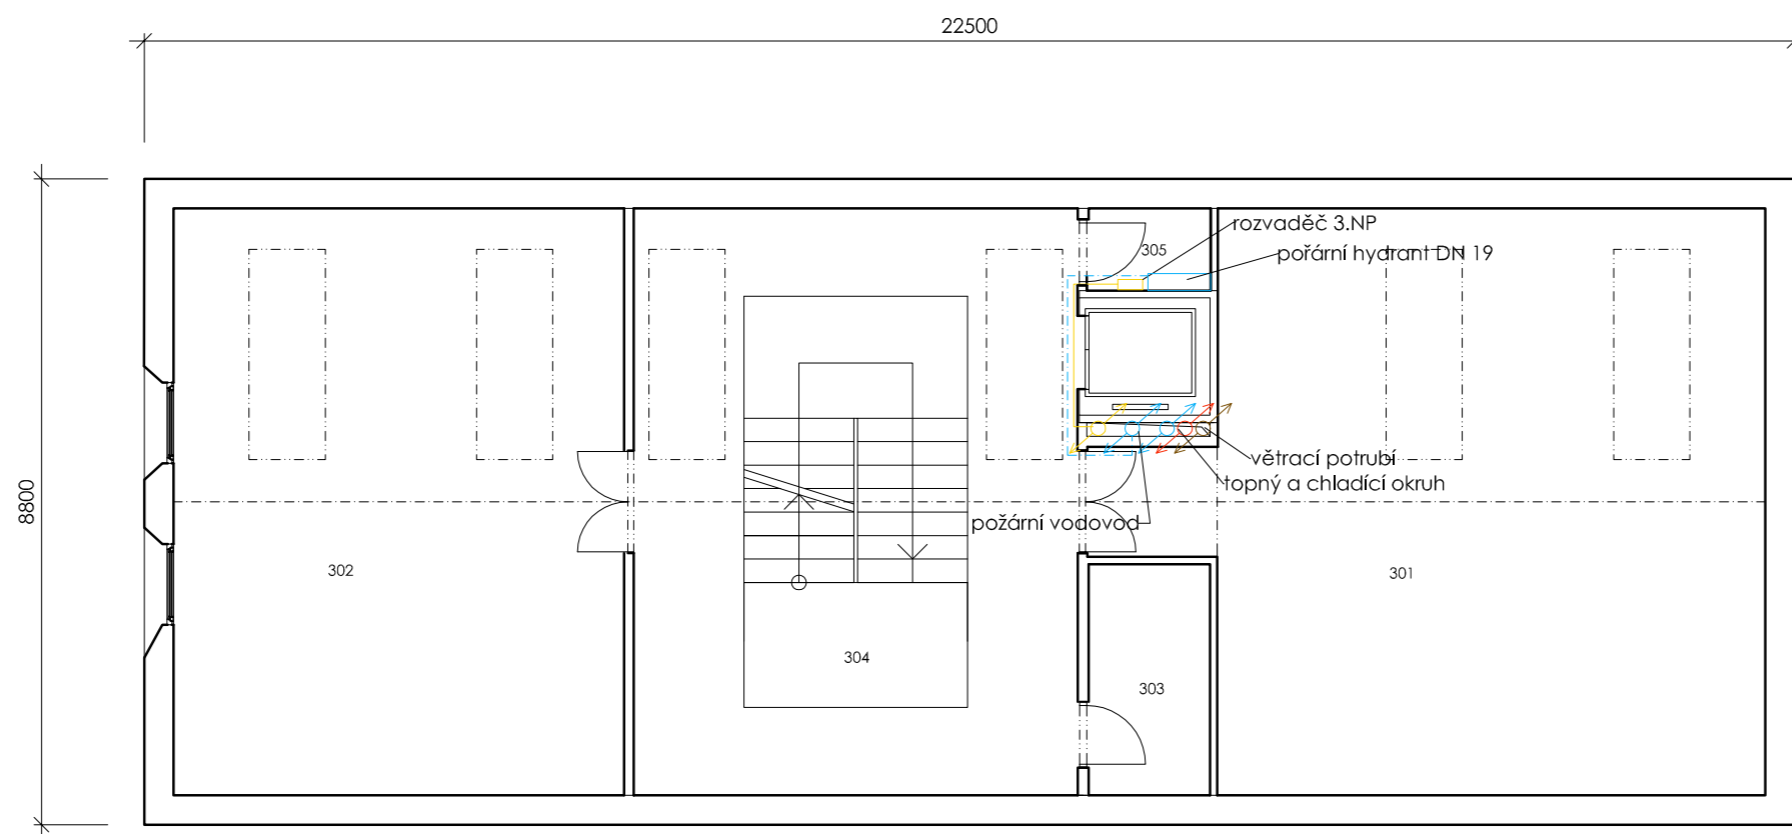 22500
rozvaděč 3.NP
305
pořární hydrant DN 19
větrací potrubí
topný a chladící okruh
8800
požární vodovod
302
301
304
303